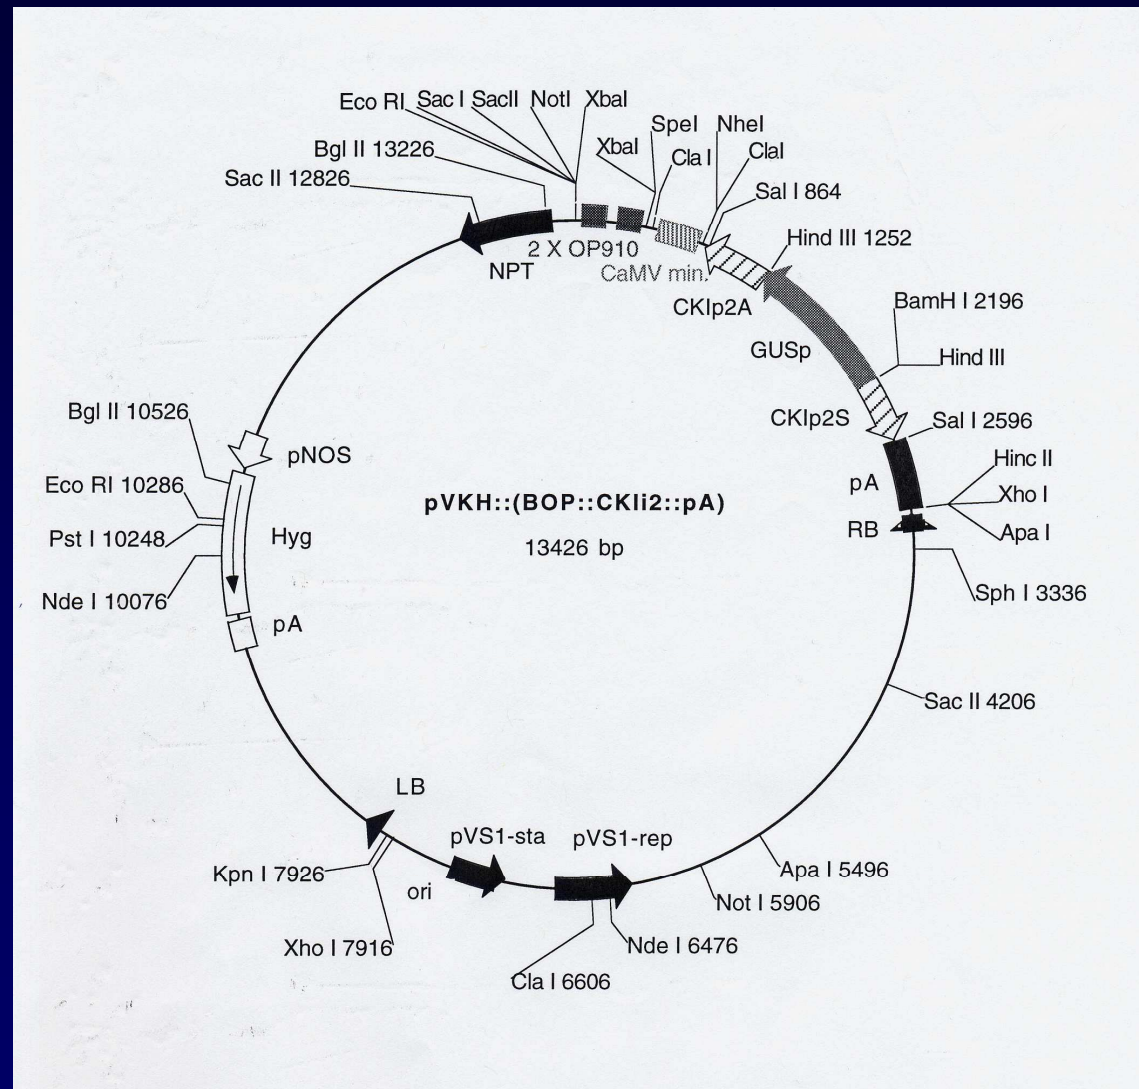 Eco RI Sac I SacII NotI XbaI
SpeI NheI
XbaI Cla I ClaI
Bgl II 13226
Sac II 12826
Sal I 864
2 X OP910
Hind III 1252
NPT
CaMV min.
CKIp2A
BamH I 2196
GUSp
Hind III
Bgl II 10526
CKIp2S
Sal I 2596
pNOS
Hinc II
Eco RI 10286
pA
Xho I
pVKH::(BOP::CKIi2::pA)
Pst I 10248
Hyg
RB
Apa I
13426 bp
Nde I 10076
Sph I 3336
pA
Sac II 4206
LB
pVS1-sta
pVS1-rep
Kpn I 7926
Apa I 5496
ori
Not I 5906
Xho I 7916
Nde I 6476
Cla I 6606